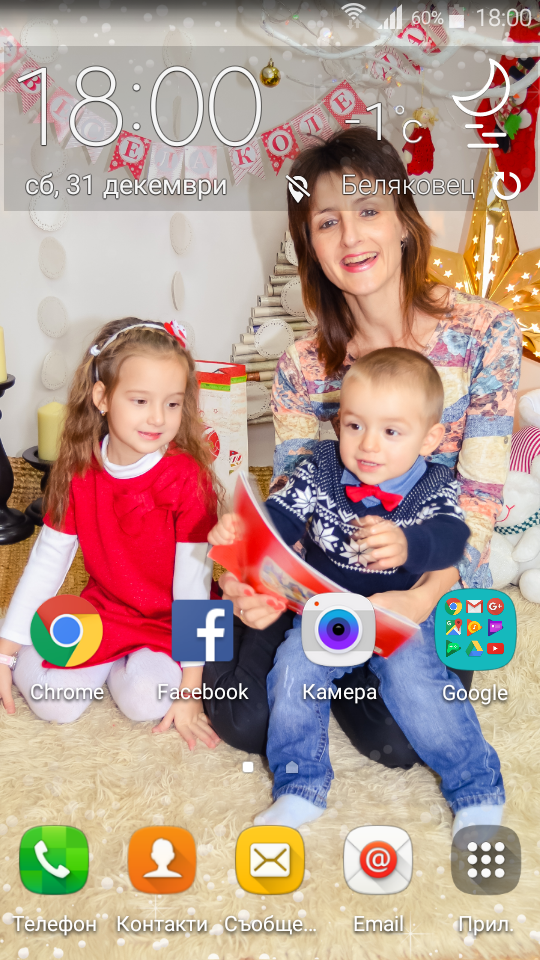 60% 18:00
ВЕСЕЛА КОЛЕДА
18:00
-1°C
сб, 31 декември
Беляковец
Chrome
Facebook
Камера
Google
Телефон
Контакти
Съобще...
Email
Прил.